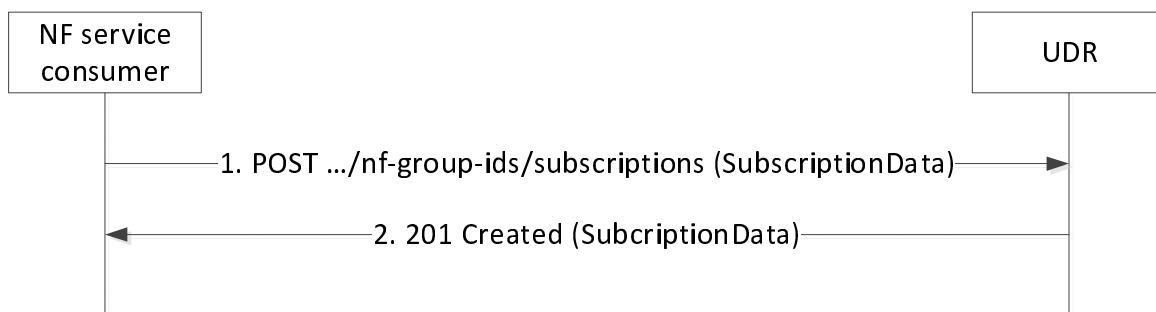 NF service
consumer
UDR
1. POST .../nf-group-ids/subscriptions (SubscriptionData)
2. 201 Created (SubcriptionData)